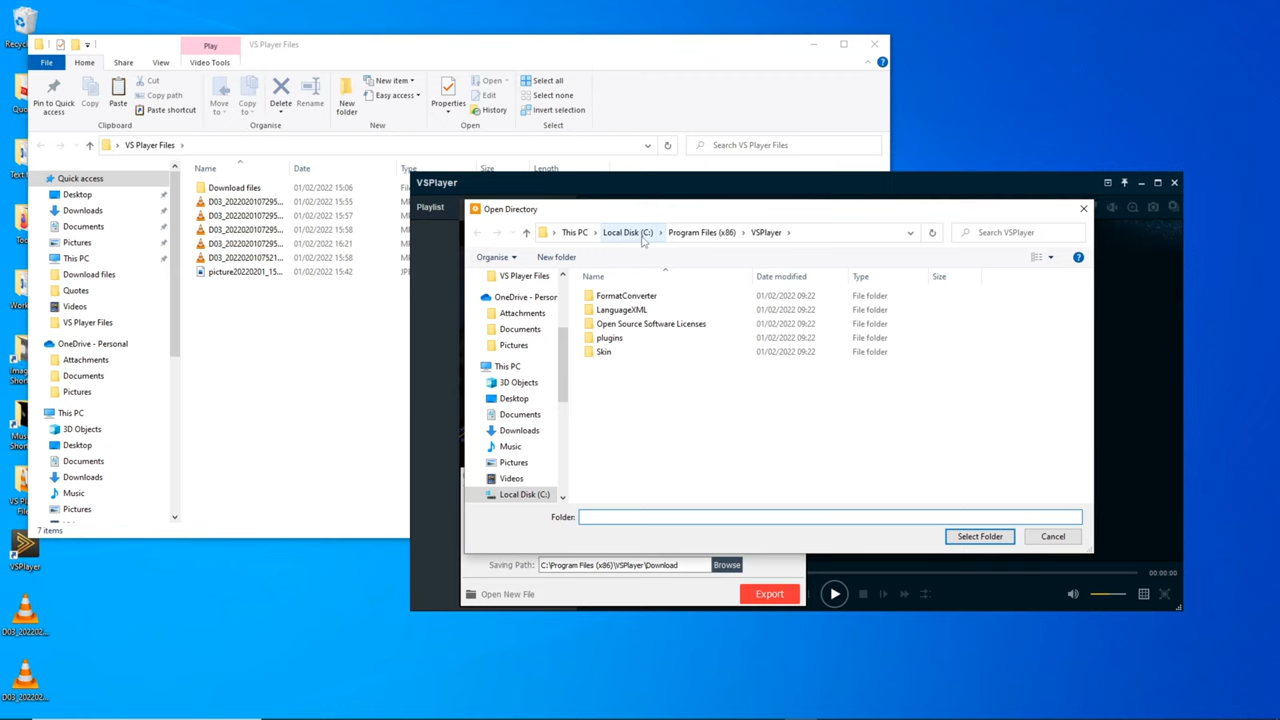 Play
VS Player Files
File
Home
Share
View
Video Tools
Pin to Quick access
Copy
Paste
Cut
Copy path
Paste shortcut
Clipboard
Move to
Copy to
Delete
Rename
Organise
New folder
New item
Easy access
New
Properties
Open
Edit
History
Open
Select all
Select none
Invert selection
Select
VS Player Files
Search VS Player Files
Quick access
Desktop
Downloads
Documents
Pictures
This PC
Download files
Quotes
Videos
VS Player Files
OneDrive - Personal
Attachments
Documents
Pictures
This PC
3D Objects
Desktop
Documents
Downloads
Music
Pictures
7 items
Name
Date
Type
Size
Length
Download files
01/02/2022 15:06
D03_2022020107295...
01/02/2022 15:55
D03_2022020107295...
01/02/2022 15:57
D03_2022020107295...
01/02/2022 15:58
D03_2022020107295...
01/02/2022 16:21
D03_2022020107521...
01/02/2022 15:58
picture20220201_15...
01/02/2022 15:42
VSPlayer
Playlist
Open Directory
This PC
Local Disk (C:)
Program Files (x86)
VSPlayer
Search VSPlayer
Organise
New folder
VS Player Files
OneDrive - Person
Attachments
Documents
Pictures
This PC
3D Objects
Desktop
Documents
Downloads
Music
Pictures
Videos
Local Disk (C:)
Name
Date modified
Type
Size
FormatConverter
01/02/2022 09:22
File folder
LanguageXML
01/02/2022 09:22
File folder
Open Source Software Licenses
01/02/2022 09:22
File folder
plugins
01/02/2022 09:22
File folder
Skin
01/02/2022 09:22
File folder
Folder:
Select Folder
Cancel
Saving Path:
C:\Program Files (x86)\VSPlayer\Download
Browse
Open New File
Export
00:00:00
VSPlayer
D03_202202...
D03_202202...